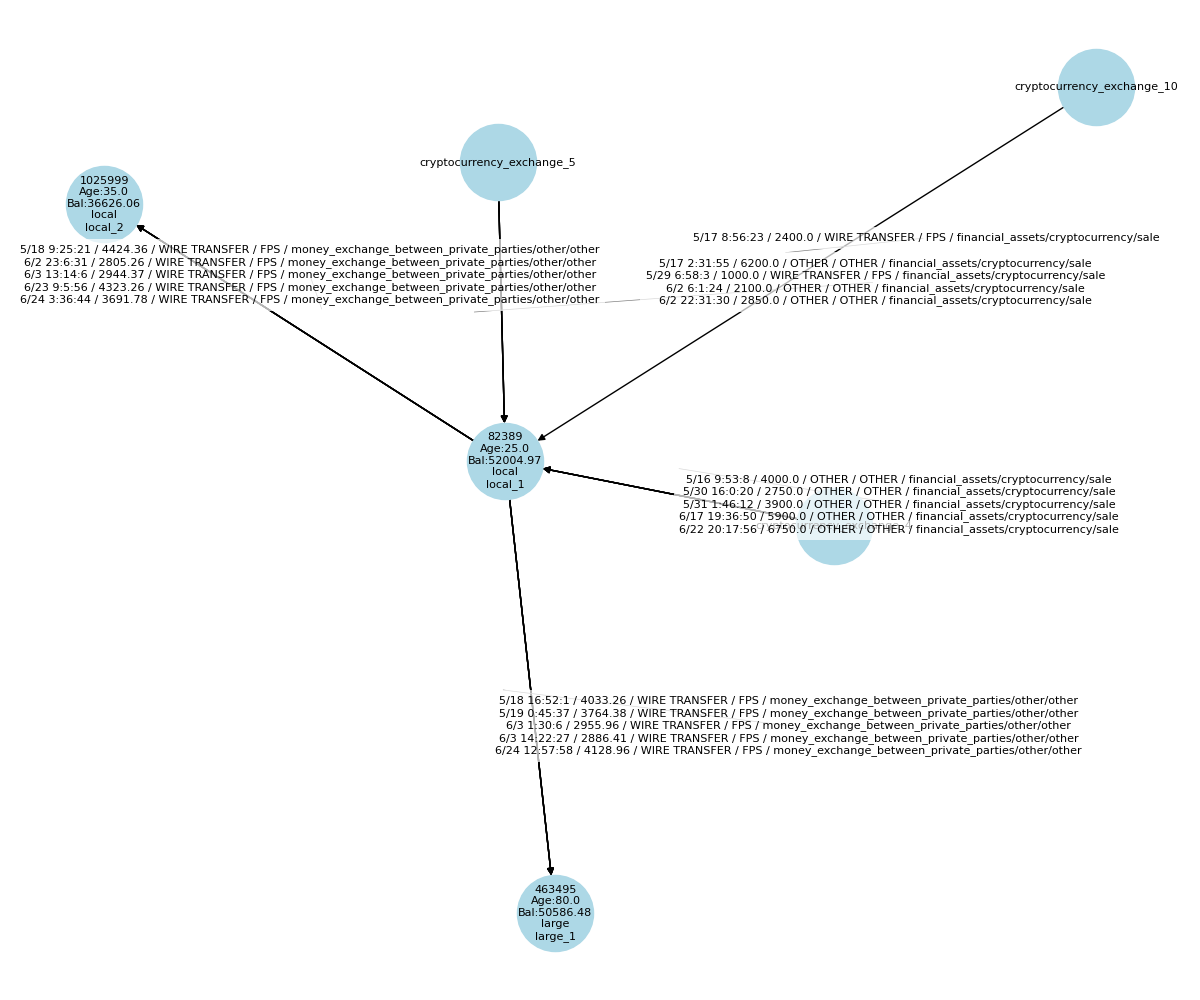 cryptocurrency_exchange_10
cryptocurrency_exchange_5
1025999
Age:35.0
Bal:36626.06
local
local_2
5/17 8:56:23 / 2400.0 / WIRE TRANSFER / FPS / financial_assets/cryptocurrency/sale
5/18 9:25:21 / 4424.36 / WIRE TRANSFER / FPS / money_exchange_between_private_parties/other/other
6/2 23:6:31 / 2805.26 / WIRE TRANSFER / FPS / money_exchange_between_private_parties/other/other
6/3 13:14:6 / 2944.37 / WIRE TRANSFER / FPS / money_exchange_between_private_parties/other/other
6/23 9:5:56 / 4323.26 / WIRE TRANSFER / FPS / money_exchange_between_private_parties/other/other
6/24 3:36:44 / 3691.78 / WIRE TRANSFER / FPS / money_exchange_between_private_parties/other/other
5/17 2:31:55 / 6200.0 / OTHER / OTHER / financial_assets/cryptocurrency/sale
5/29 6:58:3 / 1000.0 / WIRE TRANSFER / FPS / financial_assets/cryptocurrency/sale
6/2 6:1:24 / 2100.0 / OTHER / OTHER / financial_assets/cryptocurrency/sale
6/2 22:31:30 / 2850.0 / OTHER / OTHER / financial_assets/cryptocurrency/sale
82389
Age:25.0
Bal:52004.97
local
local_1
5/16 9:53:8 / 4000.0 / OTHER / OTHER / financial_assets/cryptocurrency/sale
5/30 16:0:20 / 2750.0 / OTHER / OTHER / financial_assets/cryptocurrency/sale
5/31 1:46:12 / 3900.0 / OTHER / OTHER / financial_assets/cryptocurrency/sale
6/17 19:36:50 / 5900.0 / OTHER / OTHER / financial_assets/cryptocurrency/sale
6/22 20:17:56 / 6750.0 / OTHER / OTHER / financial_assets/cryptocurrency/sale
5/18 16:52:1 / 4033.26 / WIRE TRANSFER / FPS / money_exchange_between_private_parties/other/other
5/19 0:45:37 / 3764.38 / WIRE TRANSFER / FPS / money_exchange_between_private_parties/other/other
6/3 1:30:6 / 2955.96 / WIRE TRANSFER / FPS / money_exchange_between_private_parties/other/other
6/3 14:22:27 / 2886.41 / WIRE TRANSFER / FPS / money_exchange_between_private_parties/other/other
6/24 12:57:58 / 4128.96 / WIRE TRANSFER / FPS / money_exchange_between_private_parties/other/other
463495
Age:80.0
Bal:50586.48
large
large_1